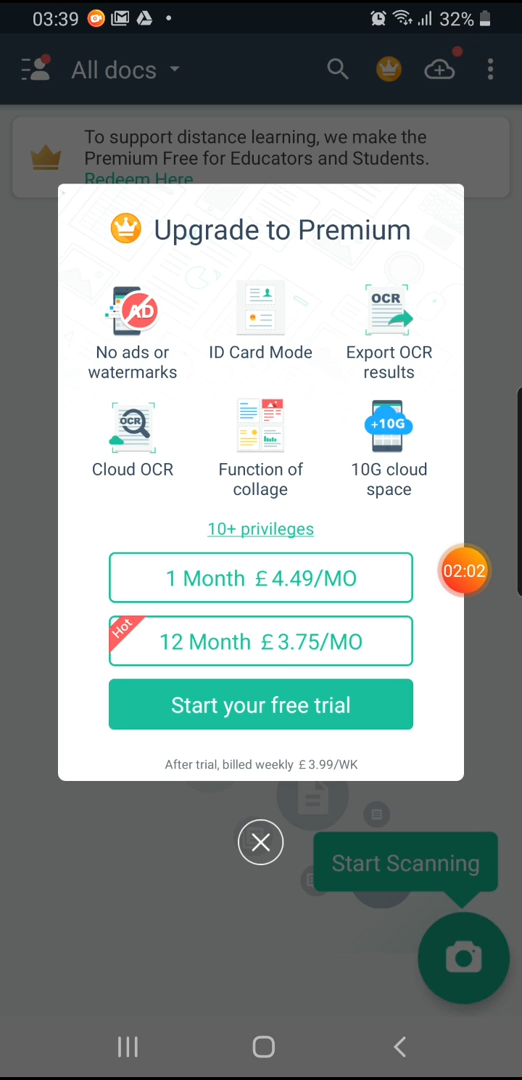 03:39
32%
All docs
To support distance learning, we make the
Premium Free for Educators and Students.
Redeem Here
Upgrade to Premium
AD
OCR
No ads or
watermarks
ID Card Mode
Export OCR
results
OCR
+10G
Cloud OCR
Function of
collage
10G cloud
space
10+ privileges
1 Month £4.49/MO
02:02
Hot
12 Month £3.75/MO
Start your free trial
After trial, billed weekly £3.99/WK
Start Scanning